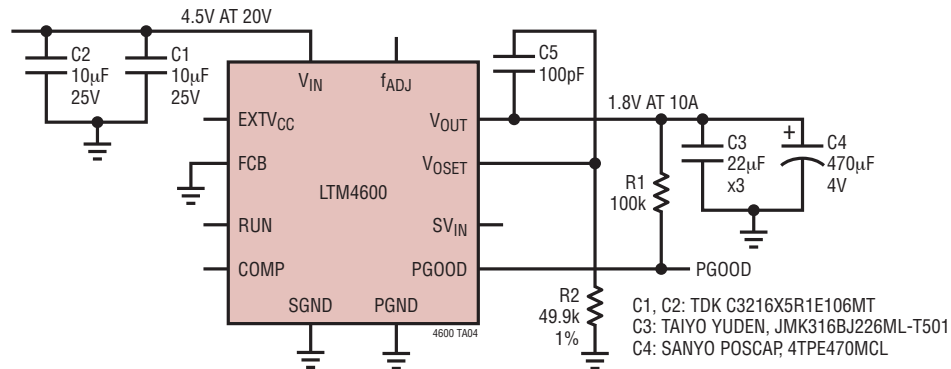 4.5V AT 20V
C2
10µF
25V
C1
10µF
25V
VIN
fADJ
C5
100pF
1.8V AT 10A
EXTVCC
VOUT
FCB
VOSET
LTM4600
R1
100k
C3
22µF
x3
+
C4
470µF
4V
RUN
SVIN
COMP
PGOOD
PGOOD
SGND
PGND
R2
49.9k
1%
4600 TA04
C1, C2: TDK C3216X5R1E106MT
C3: TAIYO YUDEN, JMK316BJ226ML-T501
C4: SANYO POSCAP, 4TPE470MCL